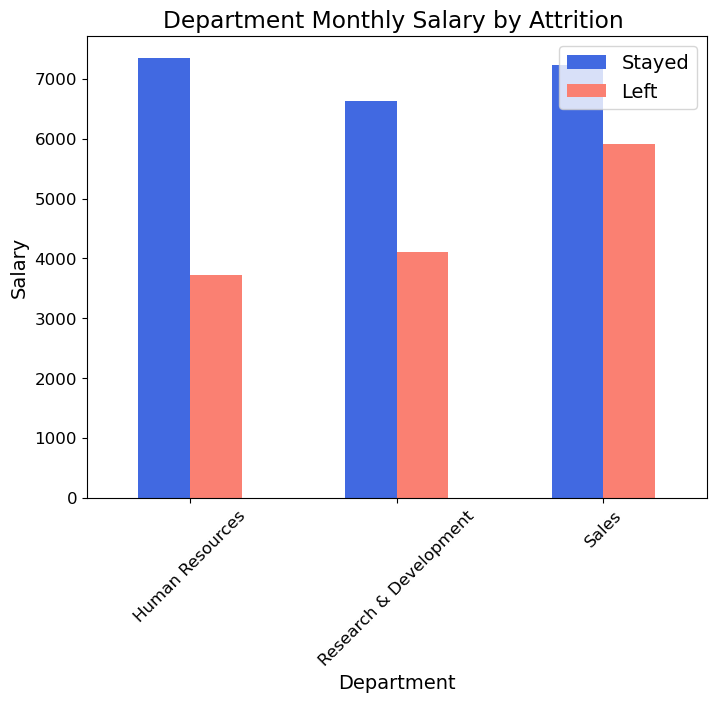 Department Monthly Salary by Attrition
Stayed
Left
7000
6000
5000
4000
3000
2000
1000
0
Salary
Human Resources
Research & Development
Sales
Department